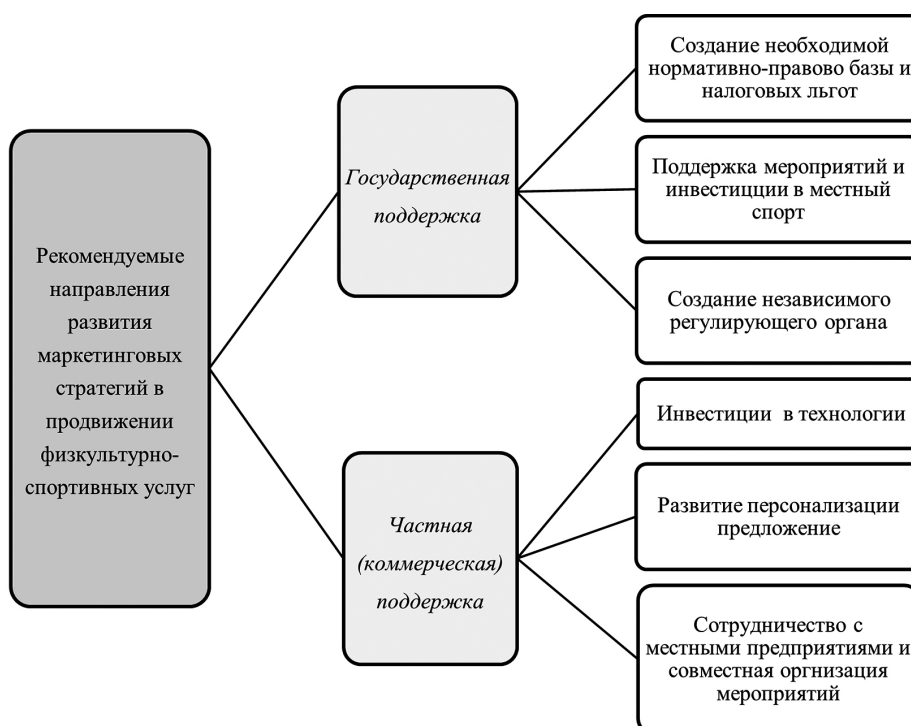 Рекомендуемые
направления
развития
маркетинговых
стратегий в
продвижении
физкультурно-
спортивных услуг
Государственная
поддержка
Создание необходимой
нормативно-правово базы и
налоговых льгот
Поддержка мероприятий и
инвестицции в местный
спорт
Создание независимого
регулирующего органа
Частная
(коммерческая)
поддержка
Инвестиции в технологии
Развитие персонализации
предложение
Сотрудничество с
местными предприятиями и
совместная оргнизация
мероприятий